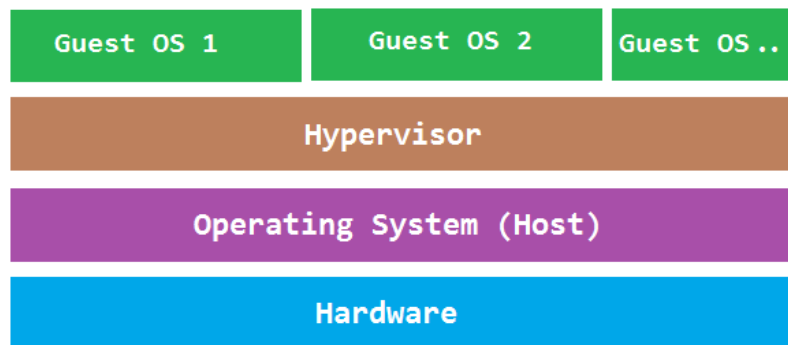 Guest OS 1
Guest OS 2
Guest OS..
Hypervisor
Operating System (Host)
Hardware